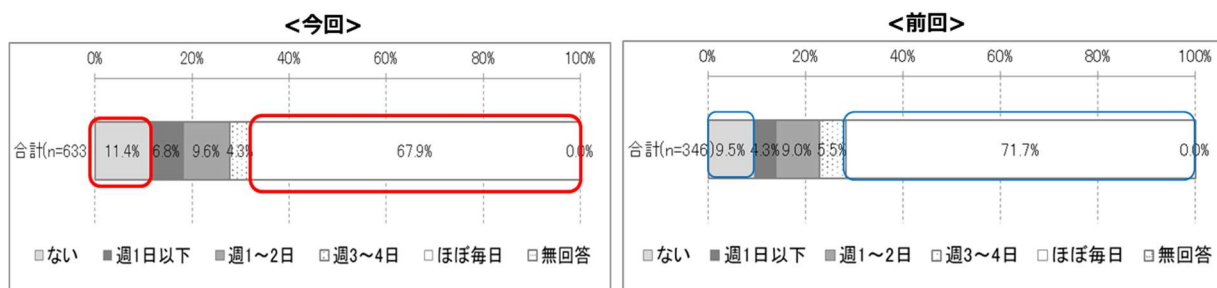 <今回>
0% 20% 40% 60% 80% 100%
合計(n=633
11.4% 6.8% 9.6% 4.3% 67.9% 0.0%
ない 週1日以下 週1～2日 週3～4日 ほぼ毎日 無回答
<前回>
0% 20% 40% 60% 80% 100%
合計(n=346)
9.5% 4.3% 9.0% 5.5% 71.7% 0.0%
ない 週1日以下 週1～2日 週3～4日 ほぼ毎日 無回答